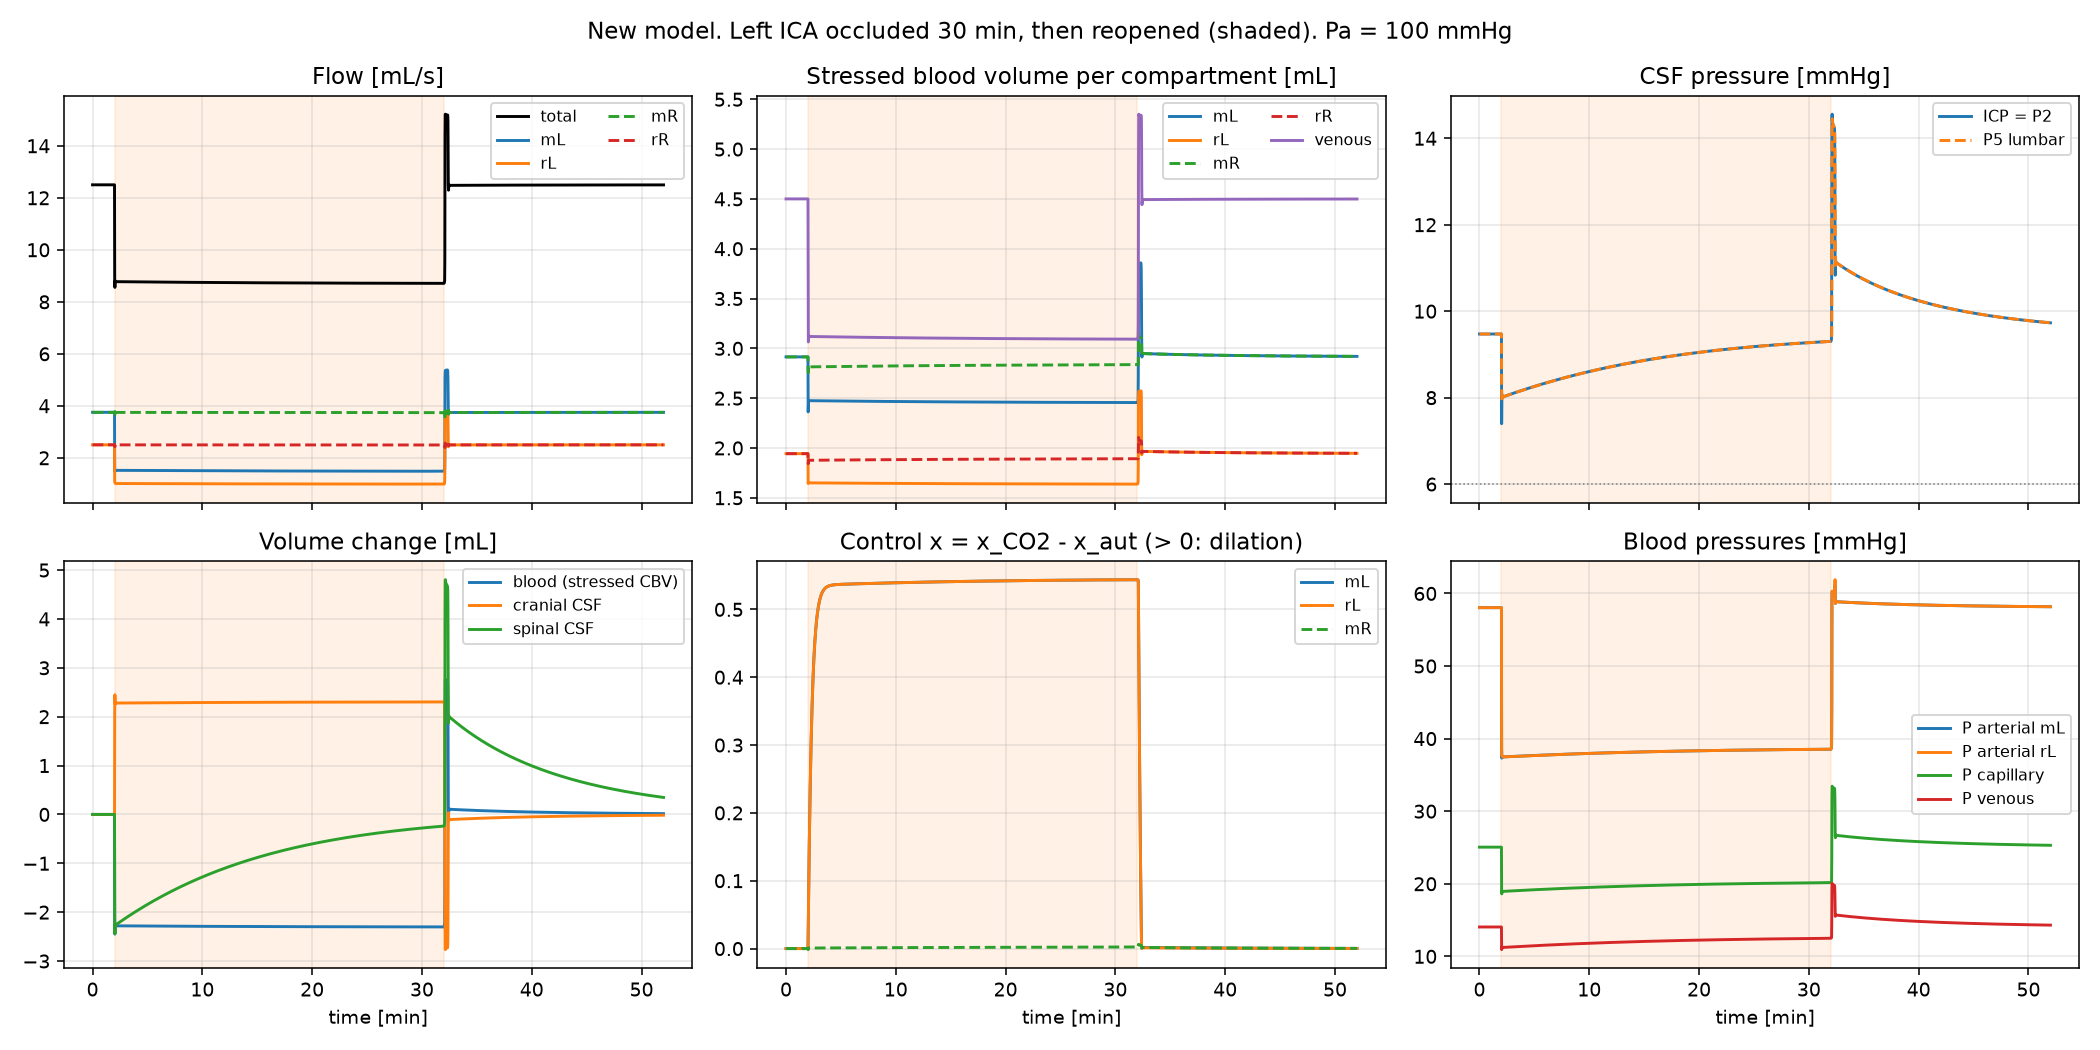 New model. Left ICA occluded 30 min, then reopened (shaded). Pa = 100 mmHg
Flow [mL/s]
14
12
10
8
6
4
2
total
mL
rL
mR
rR
Stressed blood volume per compartment [mL]
5.5
5.0
4.5
4.0
3.5
3.0
2.5
2.0
1.5
mL
rL
mR
rR
venous
CSF pressure [mmHg]
14
12
10
8
6
ICP = P2
P5 lumbar
Volume change [mL]
5
4
3
2
1
0
−1
−2
−3
blood (stressed CBV)
cranial CSF
spinal CSF
0
10
20
30
40
50
time [min]
Control x = x_CO2 - x_aut (> 0: dilation)
0.5
0.4
0.3
0.2
0.1
0.0
mL
rL
mR
0
10
20
30
40
50
time [min]
Blood pressures [mmHg]
60
50
40
30
20
10
P arterial mL
P arterial rL
P capillary
P venous
0
10
20
30
40
50
time [min]